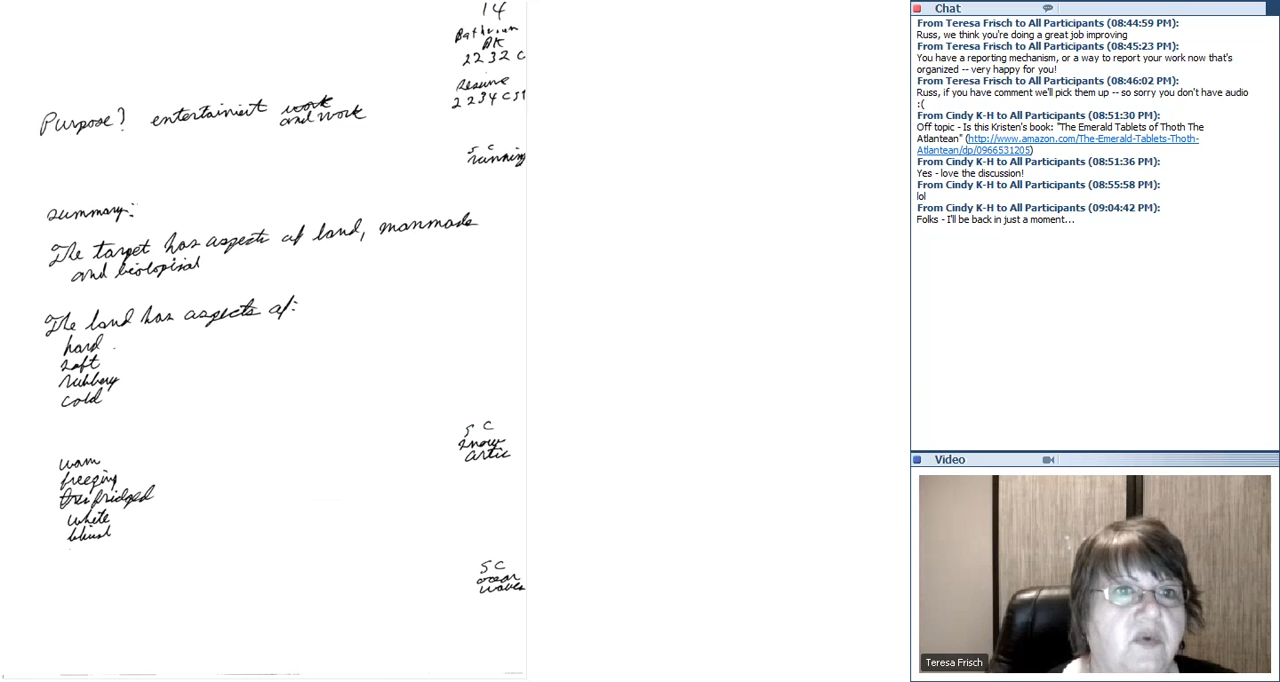 14
Bathroom
BK
2232 C
Resume
2234 CST
Purpose? entertainiest work
and work
S C
running
summary:
The target has aspects of land, manmade
and biological
The land has aspects of:
hard
soft
rubbery
cold
S C
snow
artic
warm
freezing
fridged
white
bluish
S C
ocean
waves
Chat
From Teresa Frisch to All Participants (08:44:59 PM):
Russ, we think you're doing a great job improving
From Teresa Frisch to All Participants (08:45:23 PM):
You have a reporting mechanism, or a way to report your work now that's
organized -- very happy for you!
From Teresa Frisch to All Participants (08:46:02 PM):
Russ, if you have comment we'll pick them up -- so sorry you don't have audio
:(
From Cindy K-H to All Participants (08:51:30 PM):
Off topic - Is this Kristen's book: "The Emerald Tablets of Thoth The
Atlantean" (http://www.amazon.com/The-Emerald-Tablets-Thoth-
Atlantean/dp/0966531205)
From Cindy K-H to All Participants (08:51:36 PM):
Yes - love the discussion!
From Cindy K-H to All Participants (08:55:58 PM):
lol
From Cindy K-H to All Participants (09:04:42 PM):
Folks - I'll be back in just a moment...
Video
Teresa Frisch